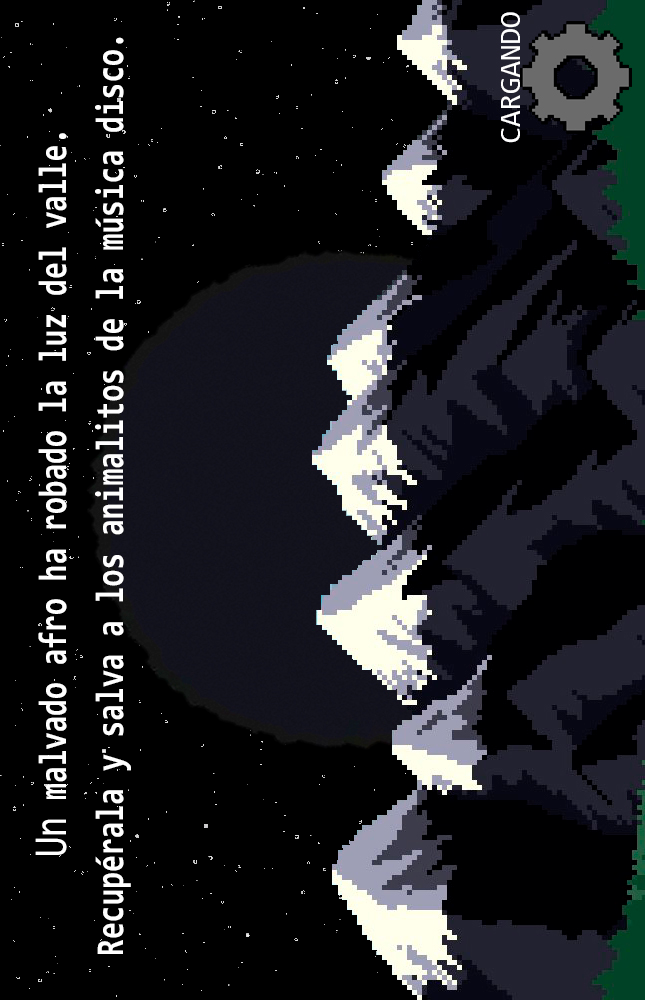 Un malvado afro ha robado la luz del valle.
Recupérala y salva a los animalitos de la música disco.
CARGANDO